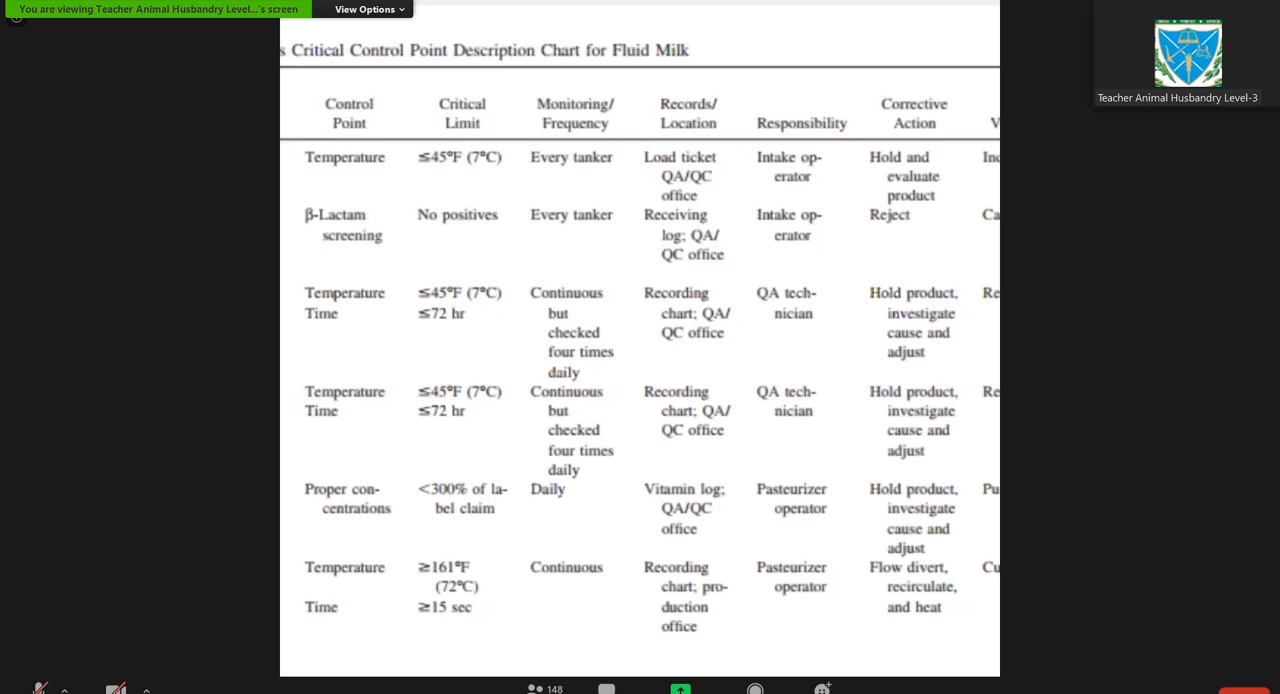 You are viewing Teacher Animal Husbandry Level...'s screen
View Options
Teacher Animal Husbandry Level-3
s Critical Control Point Description Chart for Fluid Milk
Control Point Critical Limit Monitoring/ Frequency Records/ Location Responsibility Corrective Action V
Temperature ≤45°F (7°C) Every tanker Load ticket Intake op- Hold and Inc
QA/QC erator evaluate
office product
β-Lactam No positives Every tanker Receiving Intake op- Reject Ca
screening log; QA/ erator
QC office
Temperature ≤45°F (7°C) Continuous Recording QA tech- Hold product, Re
Time ≤72 hr but chart; QA/ nician investigate
checked QC office cause and
four times adjust
daily
Temperature ≤45°F (7°C) Continuous Recording QA tech- Hold product, Re
Time ≤72 hr but chart; QA/ nician investigate
checked QC office cause and
four times adjust
daily
Proper con- <300% of la- Daily Vitamin log; Pasteurizer Hold product, Pu
centrations bel claim QA/QC operator investigate
office cause and
adjust
Temperature ≥161°F Continuous Recording Pasteurizer Flow divert, Cu
(72°C) chart; pro- operator recirculate,
Time ≥15 sec duction and heat
office
148